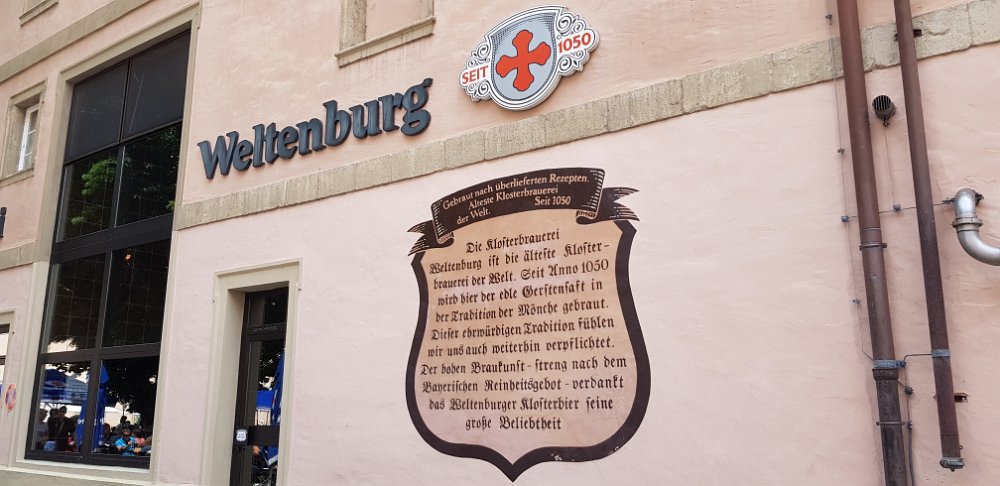 Weltenburg
SEIT 1050
Gebraut nach überlieferten Rezepten.
Älteste Klosterbrauerei
der Welt. Seit 1050
Die Klosterbrauerei
Weltenburg ist die älteste Kloster-
brauerei der Welt. Seit Anno 1050
wird hier der edle Gerstensaft in
der Tradition der Mönche gebraut.
Dieser ehrwürdigen Tradition fühlen
wir uns auch weiterhin verpflichtet.
Der hohen Braukunst - streng nach dem
Bayerischen Reinheitsgebot - verdankt
das Weltenburger Klosterbier seine
große Beliebtheit